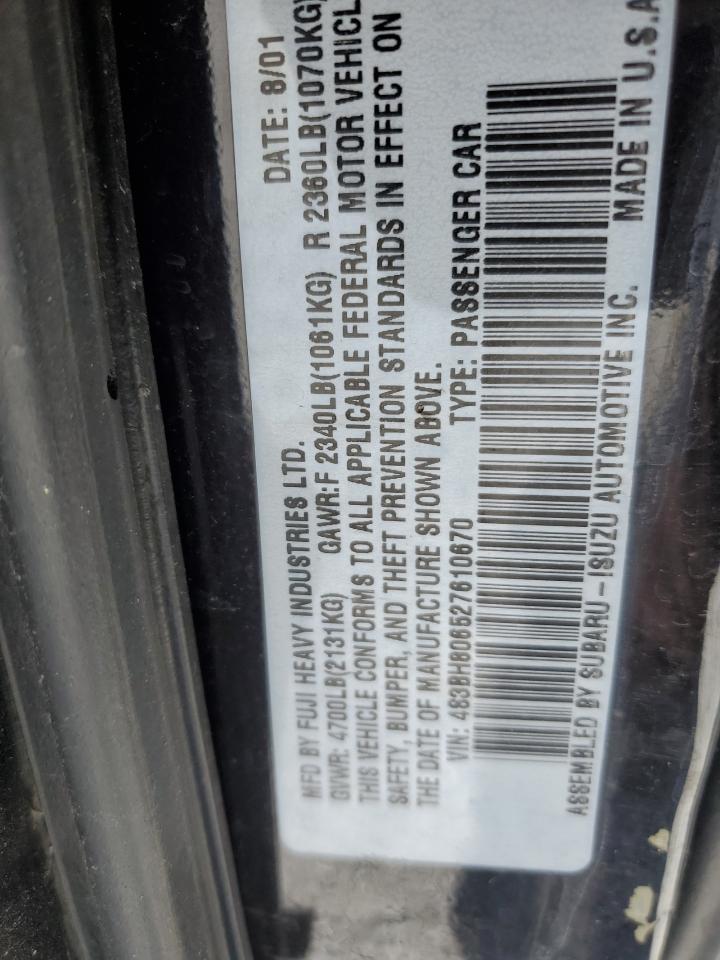 MFD BY FUJI HEAVY INDUSTRIES LTD. DATE: 8/01
GVWR: 4700LB(2131KG) GAWR:F 2340LB(1061KG) R 2360LB(1070KG)
THIS VEHICLE CONFORMS TO ALL APPLICABLE FEDERAL MOTOR VEHICL
SAFETY, BUMPER, AND THEFT PREVENTION STANDARDS IN EFFECT ON
THE DATE OF MANUFACTURE SHOWN ABOVE.
VIN: 4S3BH806527610670 TYPE: PASSENGER CAR
ASSEMBLED BY SUBARU-ISUZU AUTOMOTIVE INC. MADE IN U.S.A